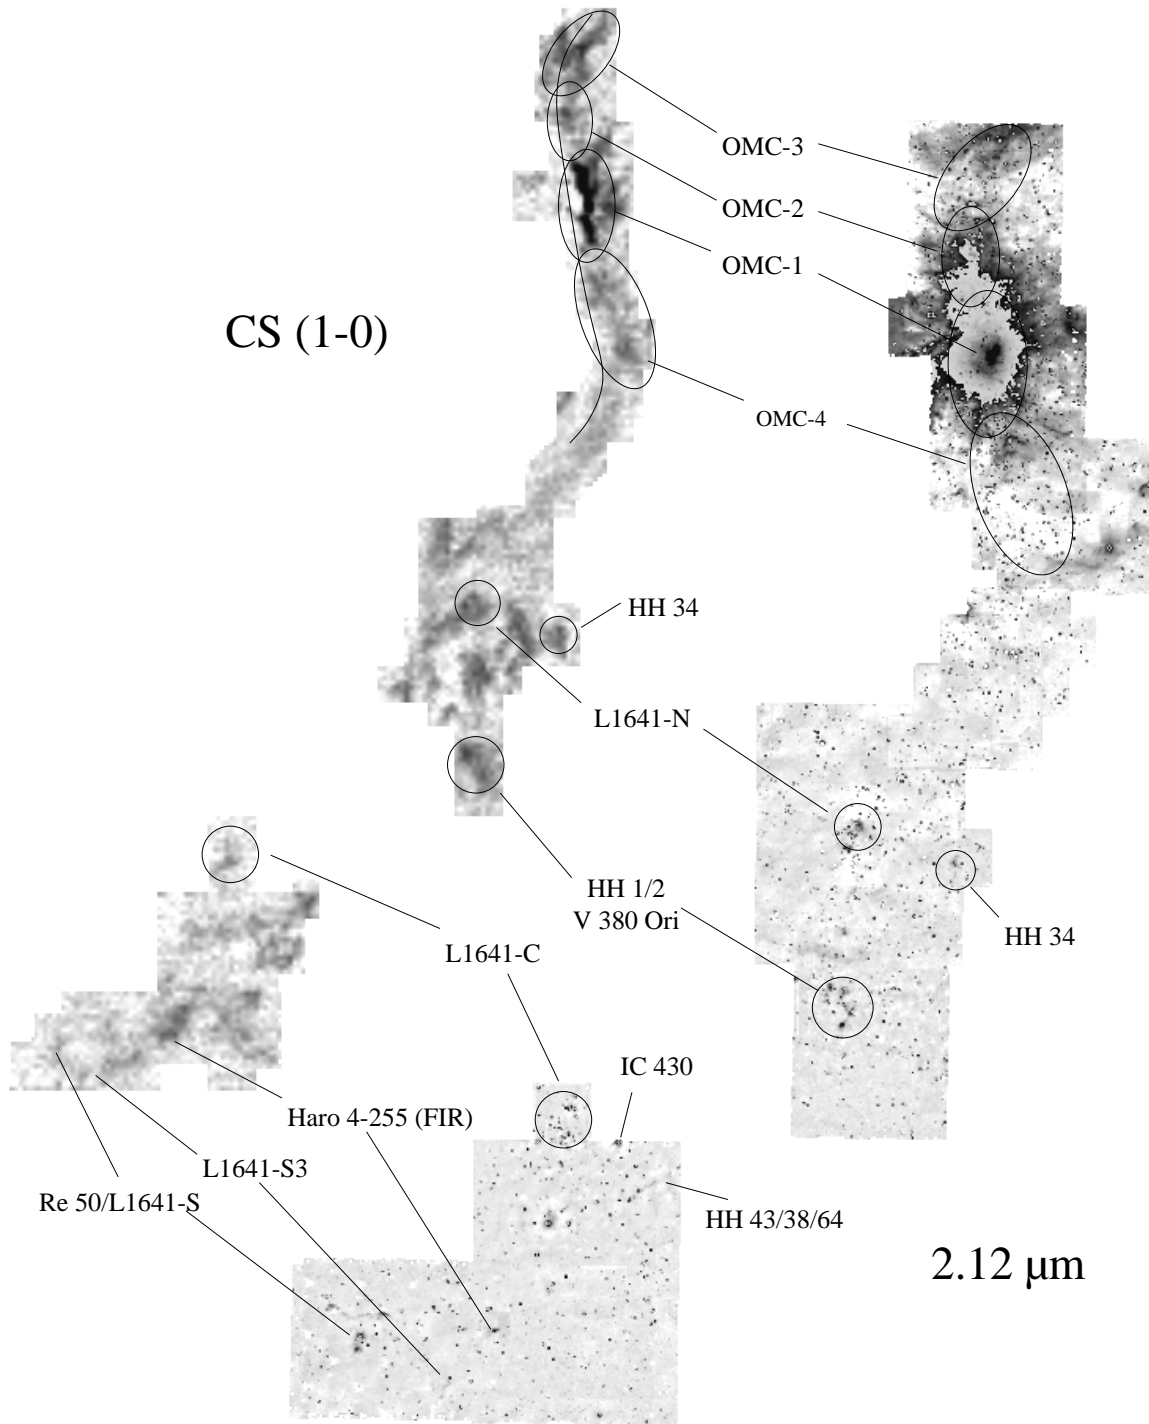 OMC-3
OMC-2
OMC-1
CS (1-0)
OMC-4
HH 34
L1641-N
HH 1/2
V 380 Ori
HH 34
L1641-C
IC 430
Haro 4-255 (FIR)
L1641-S3
Re 50/L1641-S
HH 43/38/64
2.12 μm